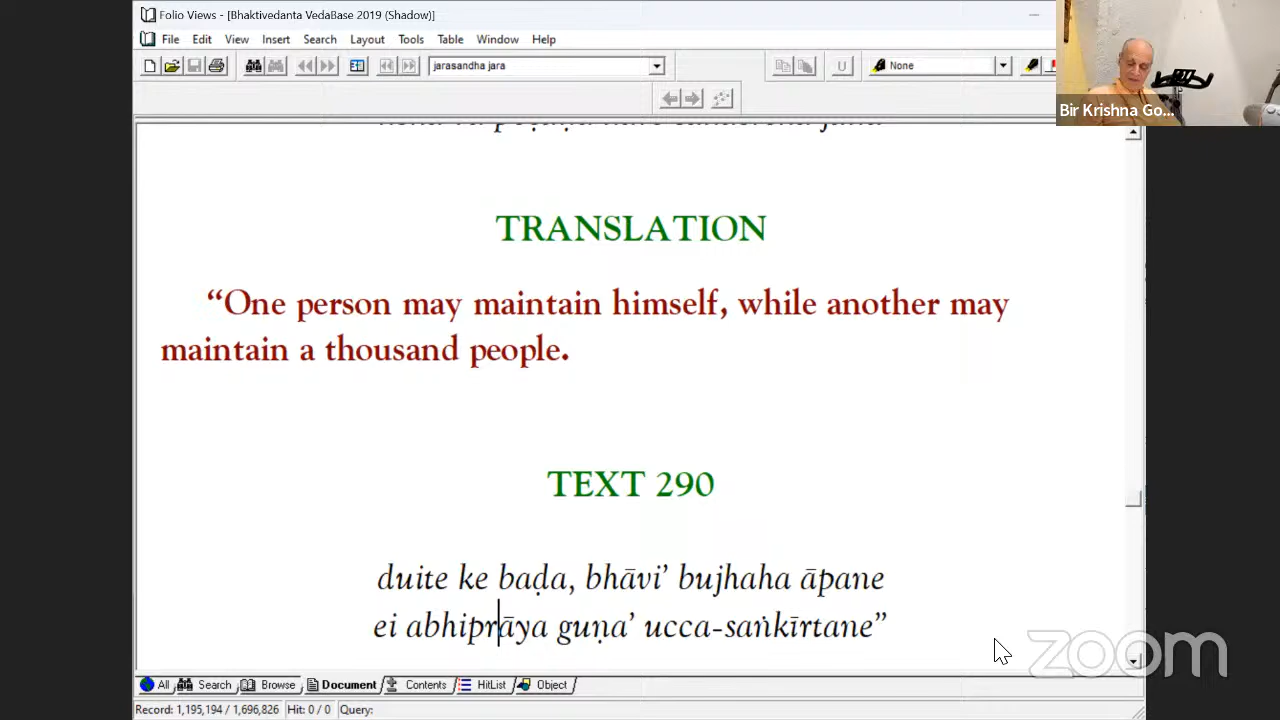 Folio Views - [Bhaktivedanta VedaBase 2019 (Shadow)]
File Edit View Insert Search Layout Tools Table Window Help
jarasandha jara
U
None
Bir Krishna Go...
TRANSLATION
“One person may maintain himself, while another may
maintain a thousand people.
TEXT 290
duite ke baḍa, bhāvi’ bujhaha āpane
ei abhiprāya guṇa’ ucca-saṅkīrtane”
zoom
All Search Browse Document Contents HitList Object
Record: 1,195,194 / 1,696,826 Hit: 0 / 0 Query: